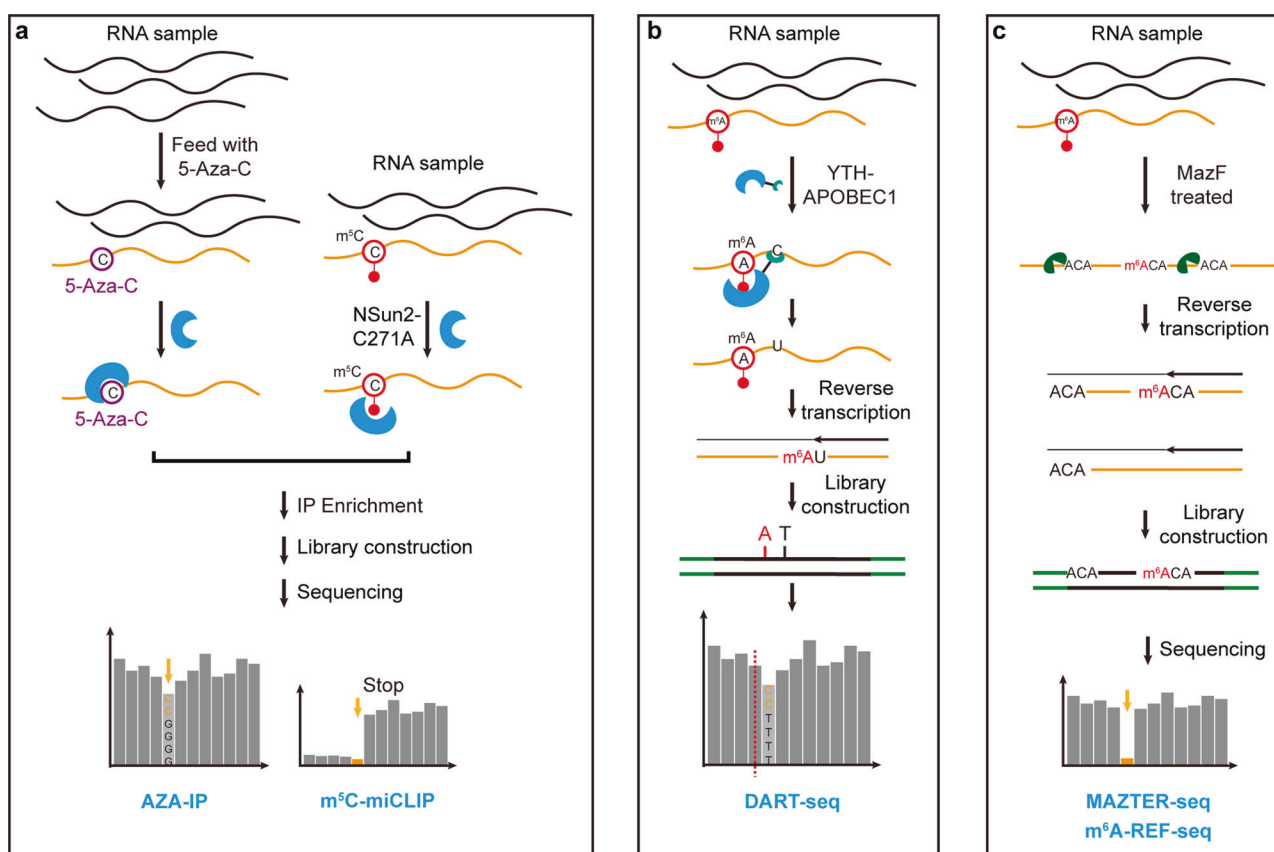 a
RNA sample
Feed with
5-Aza-C
C
5-Aza-C
C
5-Aza-C
RNA sample
m⁵C
C
NSun2-
C271A
m⁵C
C
IP Enrichment
Library construction
Sequencing
C
C
G
G
G
G
AZA-IP
Stop
m⁵C-miCLIP
b
RNA sample
m⁶A
YTH-
APOBEC1
m⁶A
A
C
m⁶A
A
U
Reverse
transcription
m⁶AU
Library
construction
A T
C
C
T
T
T
T
DART-seq
c
RNA sample
m⁶A
MazF
treated
ACA m⁶ACA ACA
Reverse
transcription
ACA m⁶ACA
ACA
Library
construction
ACA m⁶ACA
Sequencing
MAZTER-seq
m⁶A-REF-seq